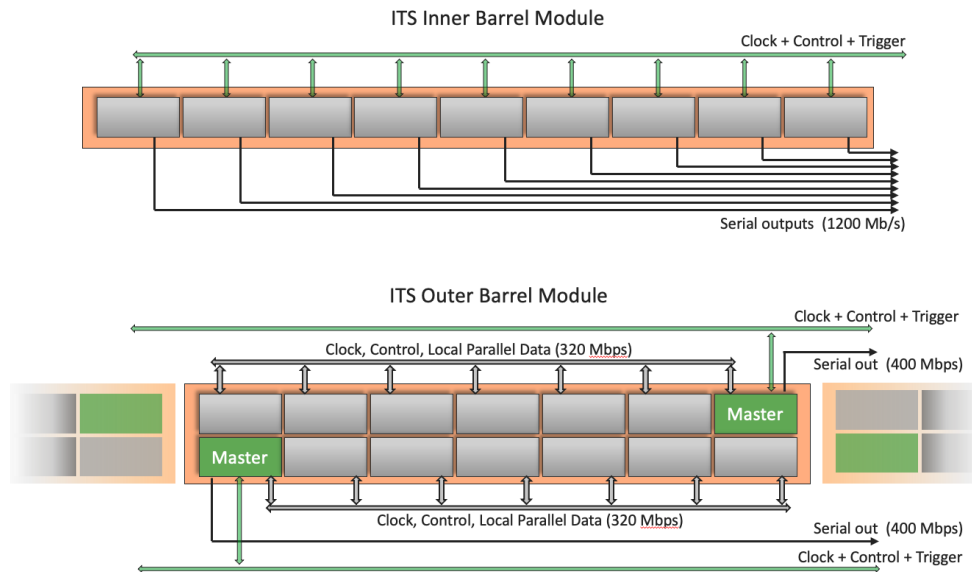 ITS Inner Barrel Module
Clock + Control + Trigger
Serial outputs (1200 Mb/s)
ITS Outer Barrel Module
Clock + Control + Trigger
Clock, Control, Local Parallel Data (320 Mbps)
Serial out (400 Mbps)
Master
Master
Clock, Control, Local Parallel Data (320 Mbps)
Serial out (400 Mbps)
Clock + Control + Trigger